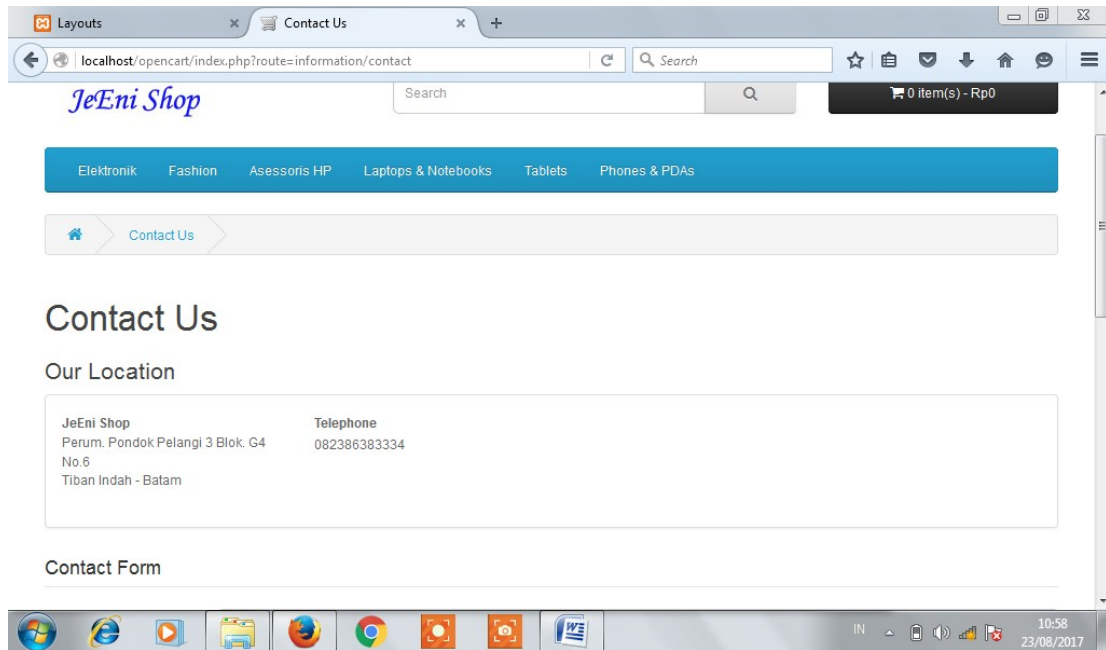 Layouts
Contact Us
localhost/opencart/index.php?route=information/contact
Search
JeEni Shop
Search
0 item(s) - Rp0
Elektronik Fashion Asessoris HP Laptops & Notebooks Tablets Phones & PDAs
Contact Us
Contact Us
Our Location
JeEni Shop
Perum. Pondok Pelangi 3 Blok. G4
No.6
Tiban Indah - Batam
Telephone
082386383334
Contact Form
IN
10:58
23/08/2017